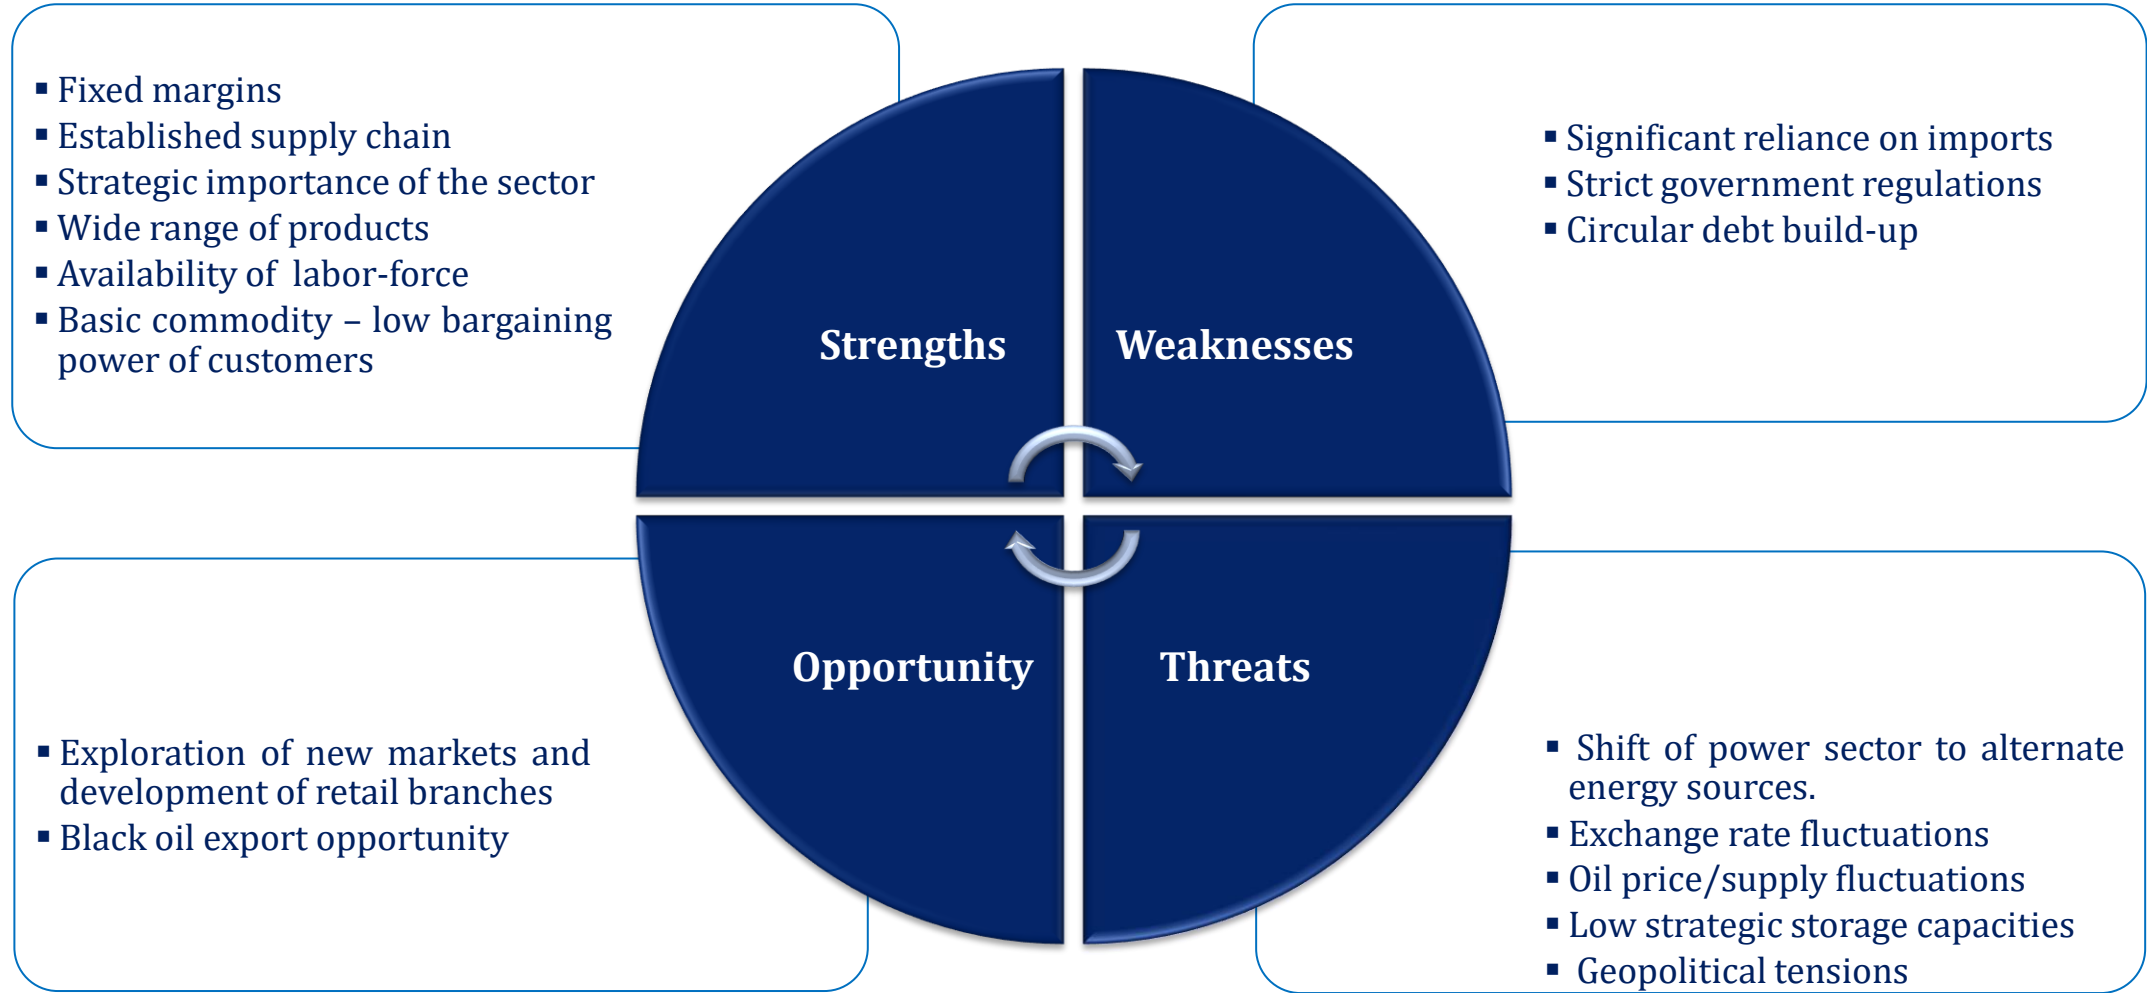 ▪ Fixed margins
▪ Established supply chain
▪ Strategic importance of the sector
▪ Wide range of products
▪ Availability of labor-force
▪ Basic commodity – low bargaining
power of customers
▪ Significant reliance on imports
▪ Strict government regulations
▪ Circular debt build-up
Strengths
Weaknesses
Opportunity
Threats
▪ Exploration of new markets and
development of retail branches
▪ Black oil export opportunity
▪ Shift of power sector to alternate
energy sources.
▪ Exchange rate fluctuations
▪ Oil price/supply fluctuations
▪ Low strategic storage capacities
▪ Geopolitical tensions